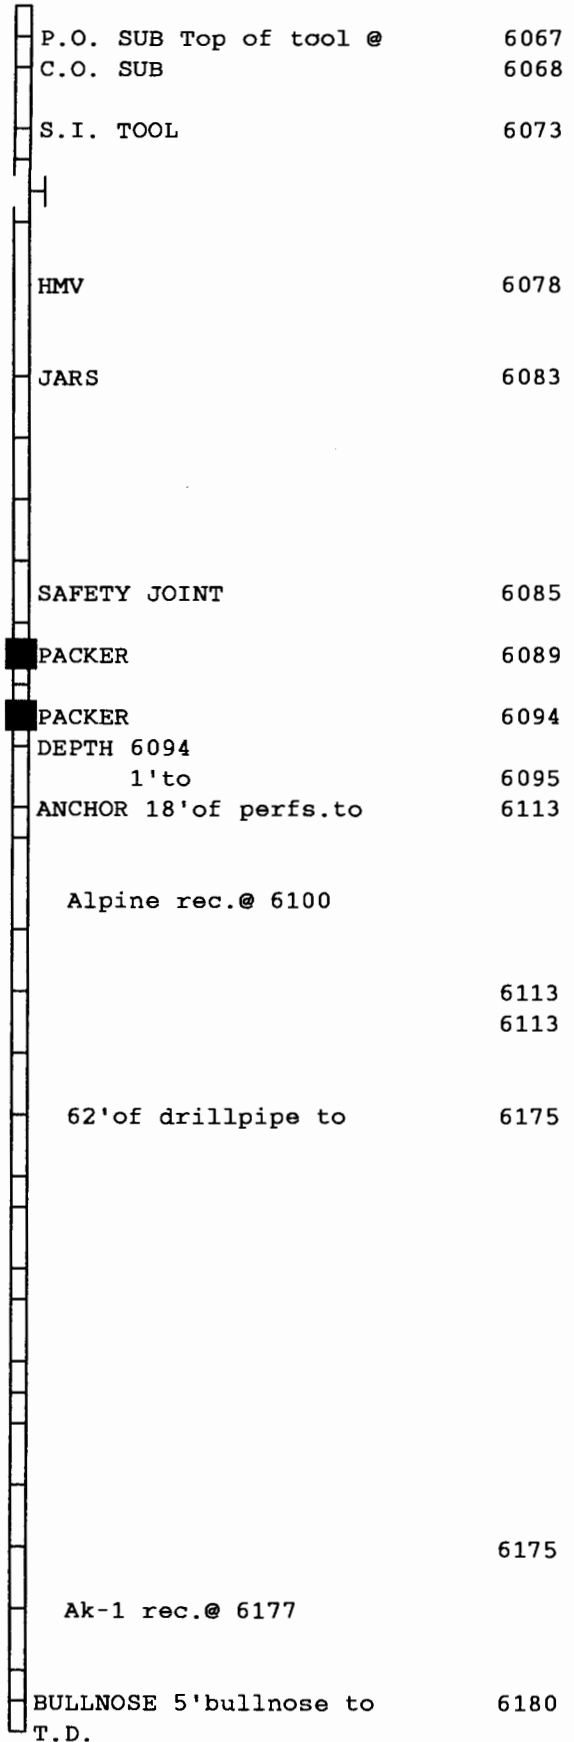 P.O. SUB Top of tool @ 6067
C.O. SUB 6068
S.I. TOOL 6073
HMV 6078
JARS 6083
SAFETY JOINT 6085
PACKER 6089
PACKER 6094
DEPTH 6094
1'to 6095
ANCHOR 18'of perfs.to 6113
Alpine rec.@ 6100
6113
6113
62'of drillpipe to 6175
6175
Ak-1 rec.@ 6177
BULLNOSE 5'bullnose to 6180
T.D.